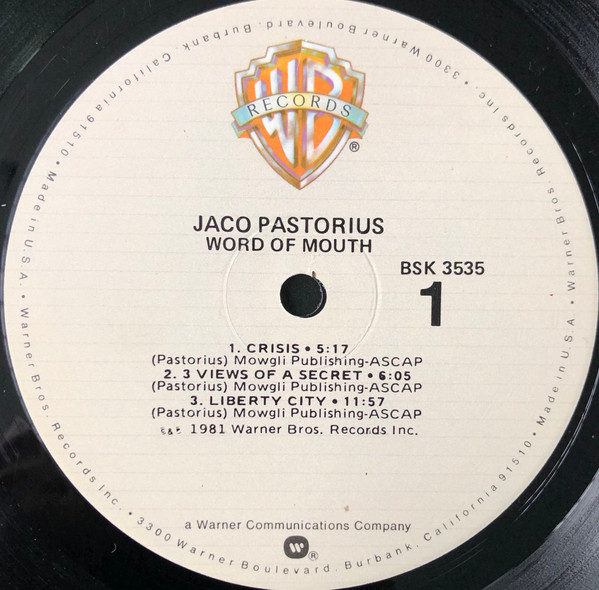 WB
RECORDS
®
JACO PASTORIUS
WORD OF MOUTH
BSK 3535
1
1. CRISIS • 5:17
(Pastorius) Mowgli Publishing-ASCAP
2. 3 VIEWS OF A SECRET • 6:05
(Pastorius) Mowgli Publishing-ASCAP
3. LIBERTY CITY • 11:57
(Pastorius) Mowgli Publishing-ASCAP
1981 Warner Bros. Records Inc.
a Warner Communications Company
®
Made in U.S.A. • Warner Bros. Records Inc. • 3300 Warner Boulevard, Burbank, California 91510 • Made in U.S.A. • Warner Bros. Records Inc. • 3300 Warner Boulevard, Burbank, California 91510 •